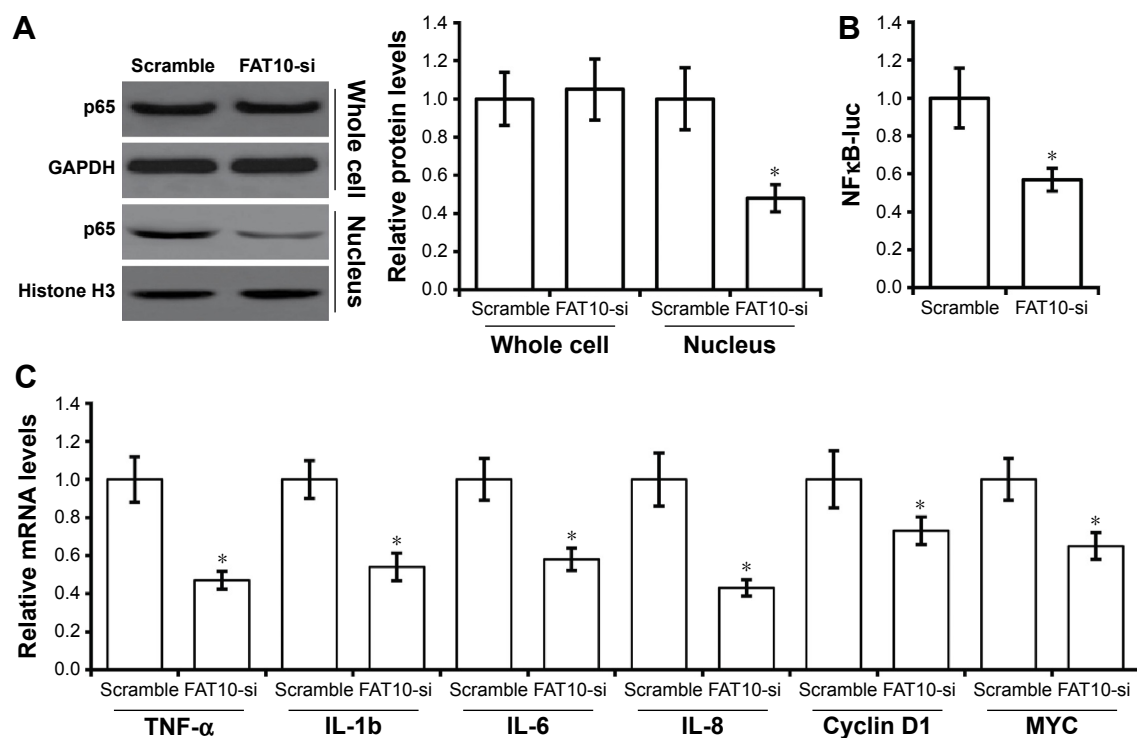 A
Scramble FAT10-si
p65
GAPDH
p65
Histone H3
Whole cell
Nucleus
Relative protein levels
1.4
1.2
1.0
0.8
0.6
0.4
0.2
0.0
*
Scramble FAT10-si Scramble FAT10-si
Whole cell Nucleus
B
NFκB-luc
1.4
1.2
1.0
0.8
0.6
0.4
0.2
0.0
*
Scramble FAT10-si
C
Relative mRNA levels
1.4
1.2
1.0
0.8
0.6
0.4
0.2
0.0
* * * * * *
Scramble FAT10-si Scramble FAT10-si Scramble FAT10-si Scramble FAT10-si Scramble FAT10-si Scramble FAT10-si
TNF-α IL-1b IL-6 IL-8 Cyclin D1 MYC